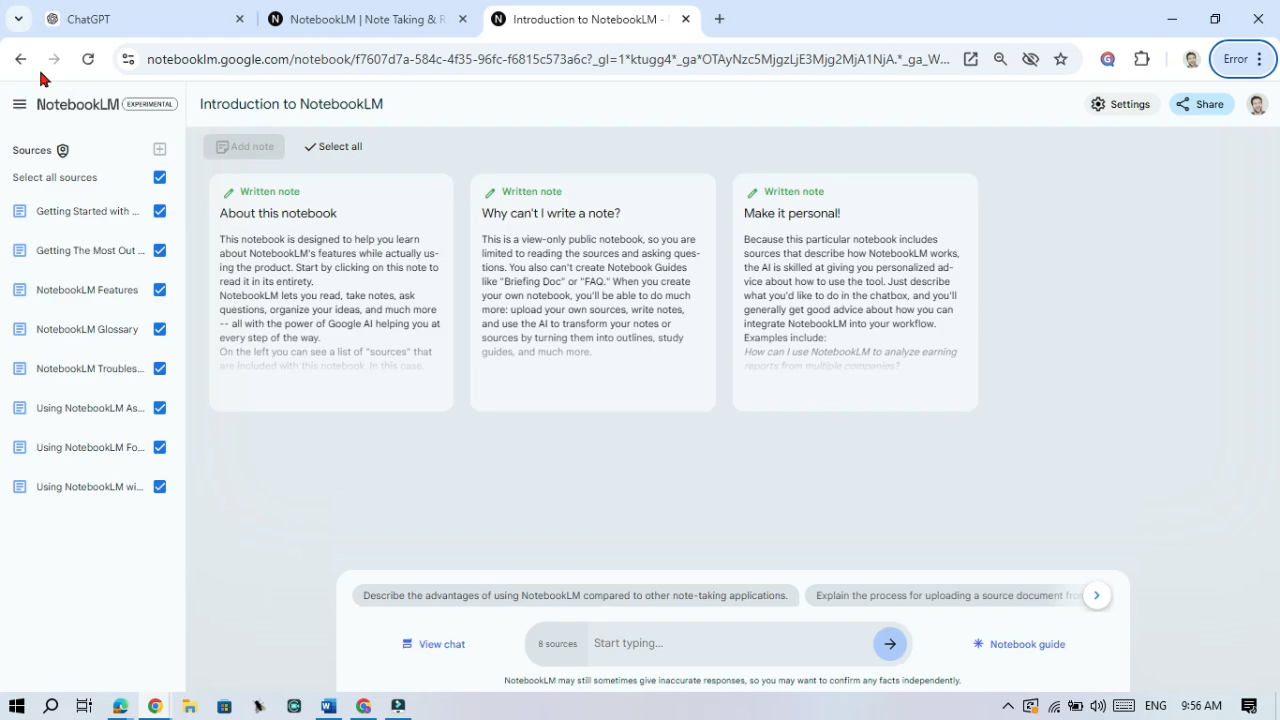 ChatGPT
NotebookLM | Note Taking & R
Introduction to NotebookLM -
notebooklm.google.com/notebook/f7607d7a-584c-4f35-96fc-f6815c573a6c?_gl=1*ktugg4*_ga*OTAyNzc5MjgzLjE3Mjg2MjA1NjA.*_ga_W...
Error
NotebookLM
EXPERIMENTAL
Introduction to NotebookLM
Settings
Share
Sources
Select all sources
Getting Started with ...
Getting The Most Out ...
NotebookLM Features
NotebookLM Glossary
NotebookLM Troubles...
Using NotebookLM As...
Using NotebookLM Fo...
Using NotebookLM wi...
Add note
Select all
Written note
About this notebook
This notebook is designed to help you learn
about NotebookLM's features while actually us-
ing the product. Start by clicking on this note to
read it in its entirety.
NotebookLM lets you read, take notes, ask
questions, organize your ideas, and much more
-- all with the power of Google AI helping you at
every step of the way.
On the left you can see a list of "sources" that
are included with this notebook. In this case,
Written note
Why can't I write a note?
This is a view-only public notebook, so you are
limited to reading the sources and asking ques-
tions. You also can't create Notebook Guides
like "Briefing Doc" or "FAQ." When you create
your own notebook, you'll be able to do much
more: upload your own sources, write notes,
and use the AI to transform your notes or
sources by turning them into outlines, study
guides, and much more.
Written note
Make it personal!
Because this particular notebook includes
sources that describe how NotebookLM works,
the AI is skilled at giving you personalized ad-
vice about how to use the tool. Just describe
what you'd like to do in the chatbox, and you'll
generally get good advice about how you can
integrate NotebookLM into your workflow.
Examples include:
How can I use NotebookLM to analyze earning
reports from multiple companies?
Describe the advantages of using NotebookLM compared to other note-taking applications.
Explain the process for uploading a source document fro
View chat
8 sources
Start typing...
Notebook guide
NotebookLM may still sometimes give inaccurate responses, so you may want to confirm any facts independently.
ENG
9:56 AM